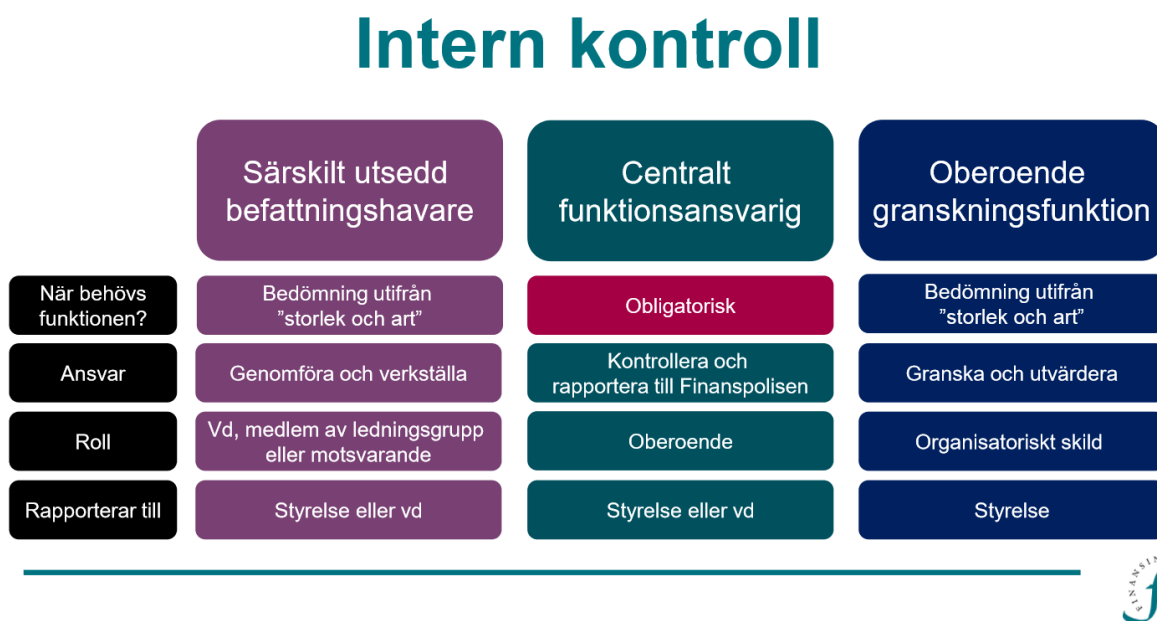 Intern kontroll
Särskilt utsedd
befattningshavare
Centralt
funktionsansvarig
Oberoende
granskningsfunktion
När behövs
funktionen?
Bedömning utifrån
”storlek och art”
Obligatorisk
Bedömning utifrån
”storlek och art”
Ansvar
Genomföra och verkställa
Kontrollera och
rapportera till Finanspolisen
Granska och utvärdera
Roll
Vd, medlem av ledningsgrupp
eller motsvarande
Oberoende
Organisatoriskt skild
Rapporterar till
Styrelse eller vd
Styrelse eller vd
Styrelse